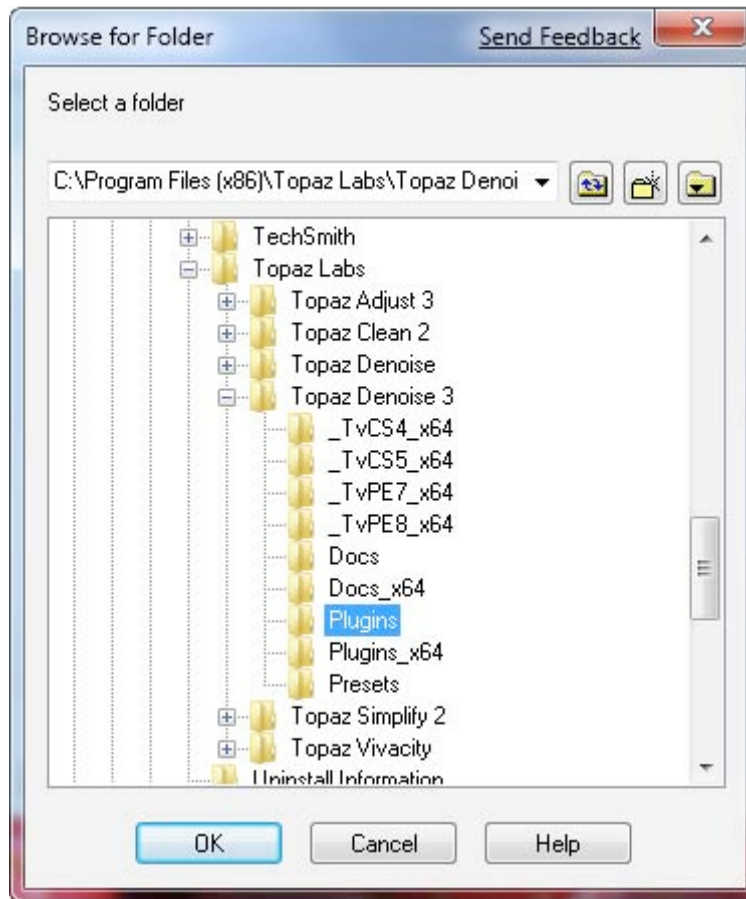 Browse for Folder Send Feedback
Select a folder
C:\Program Files (x86)\Topaz Labs\Topaz Denoi
TechSmith
Topaz Labs
Topaz Adjust 3
Topaz Clean 2
Topaz Denoise
Topaz Denoise 3
_TvCS4_x64
_TvCS5_x64
_TvPE7_x64
_TvPE8_x64
Docs
Docs_x64
Plugins
Plugins_x64
Presets
Topaz Simplify 2
Topaz Vivacity
Uninstall Information
OK Cancel Help